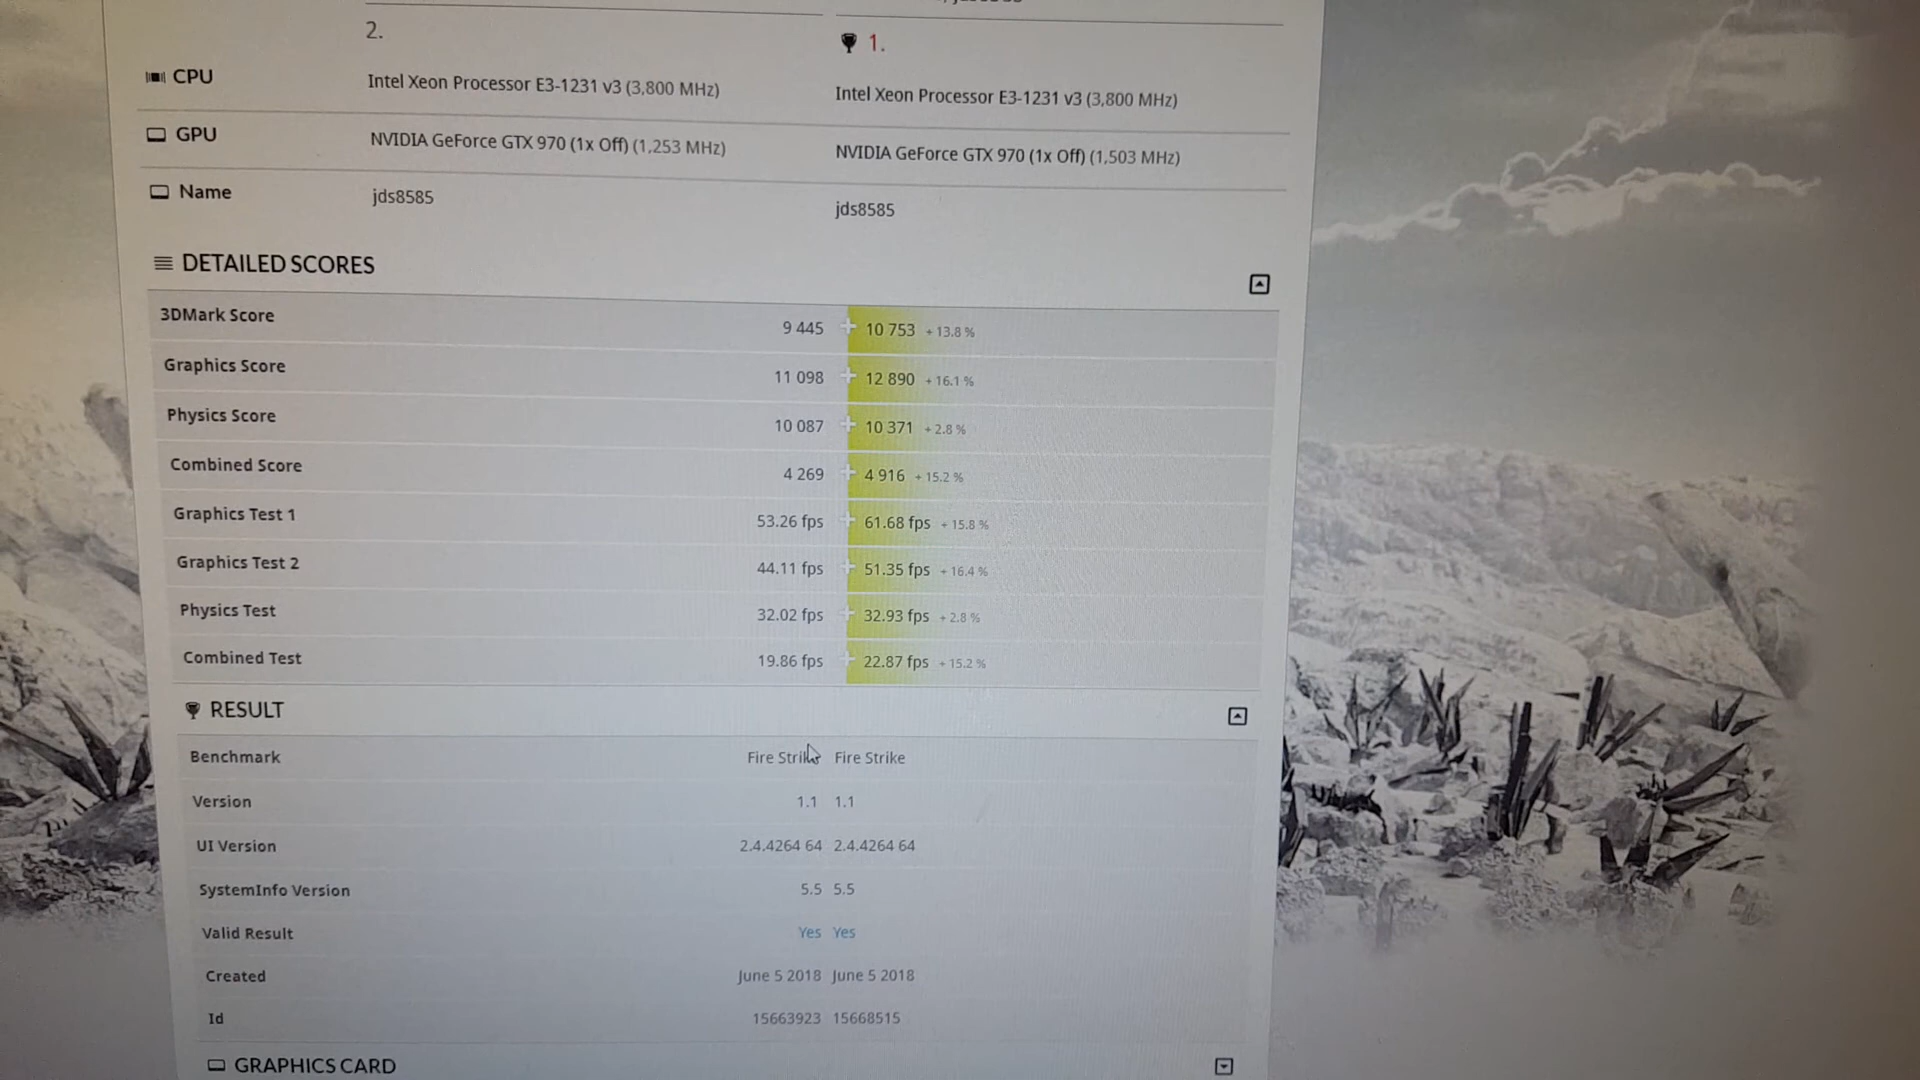 2. 1.
CPU Intel Xeon Processor E3-1231 v3 (3,800 MHz) Intel Xeon Processor E3-1231 v3 (3,800 MHz)
GPU NVIDIA GeForce GTX 970 (1x Off) (1,253 MHz) NVIDIA GeForce GTX 970 (1x Off) (1,503 MHz)
Name jds8585 jds8585
DETAILED SCORES
3DMark Score 9 445 10 753 + 13.8 %
Graphics Score 11 098 12 890 + 16.1 %
Physics Score 10 087 10 371 + 2.8 %
Combined Score 4 269 4 916 + 15.2 %
Graphics Test 1 53.26 fps 61.68 fps + 15.8 %
Graphics Test 2 44.11 fps 51.35 fps + 16.4 %
Physics Test 32.02 fps 32.93 fps + 2.8 %
Combined Test 19.86 fps 22.87 fps + 15.2 %
RESULT
Benchmark Fire Strike Fire Strike
Version 1.1 1.1
UI Version 2.4.4264 64 2.4.4264 64
SystemInfo Version 5.5 5.5
Valid Result Yes Yes
Created June 5 2018 June 5 2018
Id 15663923 15668515
GRAPHICS CARD